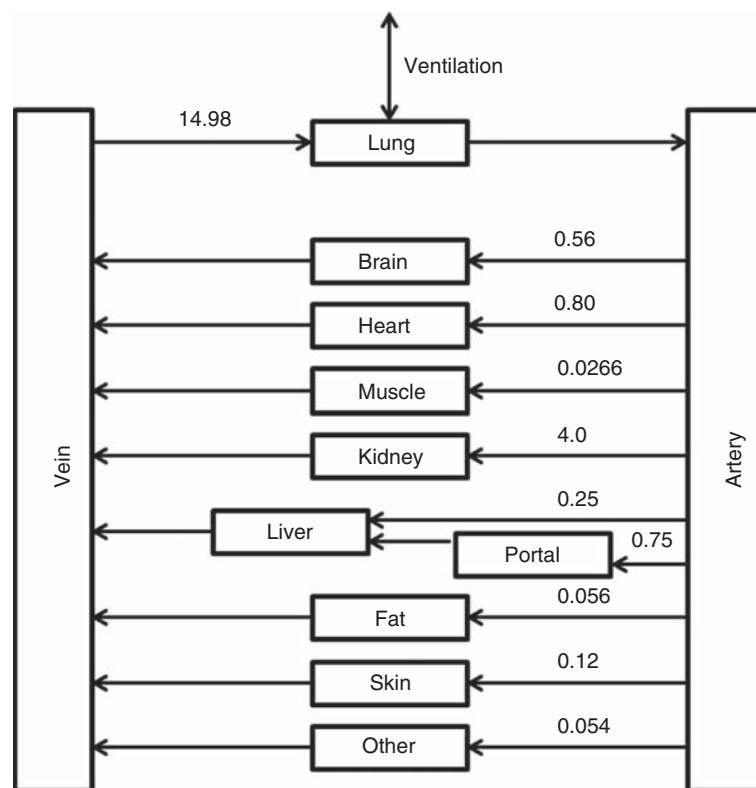 Ventilation
14.98
Lung
0.56
Brain
0.80
Heart
0.0266
Muscle
4.0
Kidney
Vein
Artery
0.25
Liver
0.75
Portal
0.056
Fat
0.12
Skin
0.054
Other